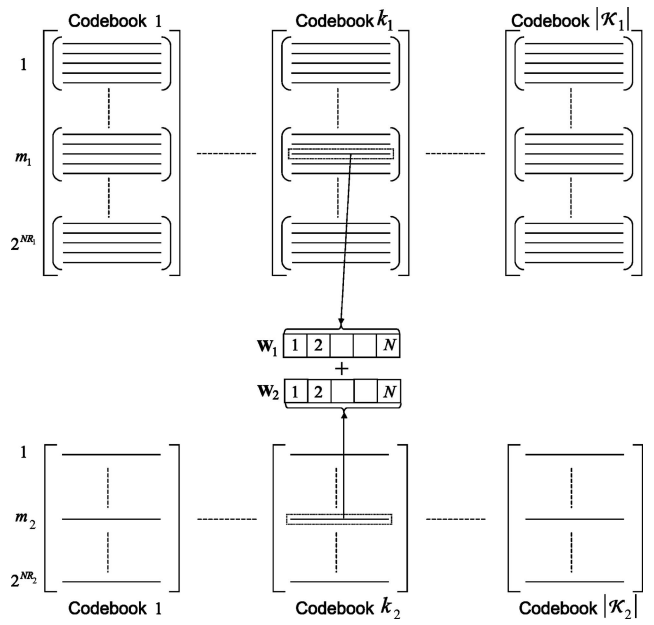 Codebook 1 Codebook k₁ Codebook |𝒦₁|
1
m₁
2^{NR₁}
w₁ 1 2 N
+
w₂ 1 2 N
1
m₂
2^{NR₂}
Codebook 1 Codebook k₂ Codebook |𝒦₂|